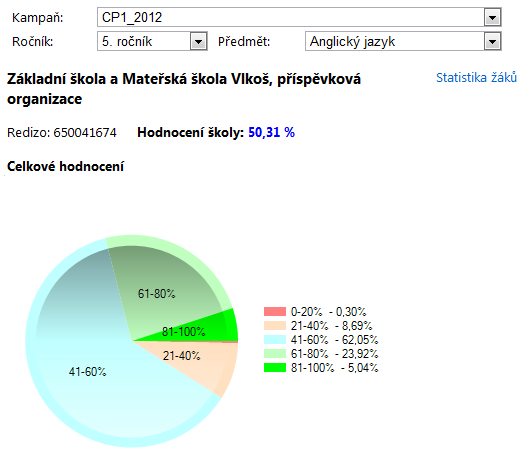 Kampaň: CP1_2012
Ročník: 5. ročník Předmět: Anglický jazyk
Základní škola a Mateřská škola Vlkoš, příspěvková
organizace
Statistika žáků
Redizo: 650041674 Hodnocení školy: 50,31 %
Celkové hodnocení
61-80%
81-100%
21-40%
41-60%
0-20% - 0,30%
21-40% - 8,69%
41-60% - 62,05%
61-80% - 23,92%
81-100% - 5,04%